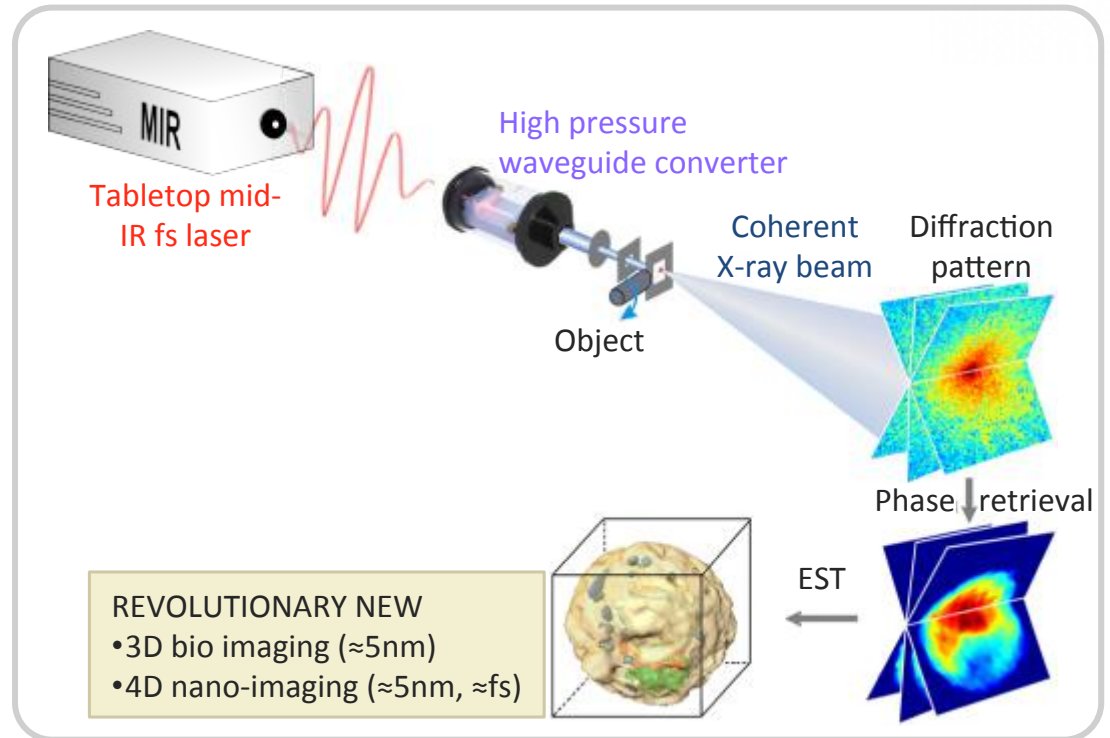 MIR
Tabletop mid-
IR fs laser
High pressure
waveguide converter
Coherent
X-ray beam
Diffraction
pattern
Object
Phase retrieval
EST
REVOLUTIONARY NEW
•3D bio imaging (≈5nm)
•4D nano-imaging (≈5nm, ≈fs)